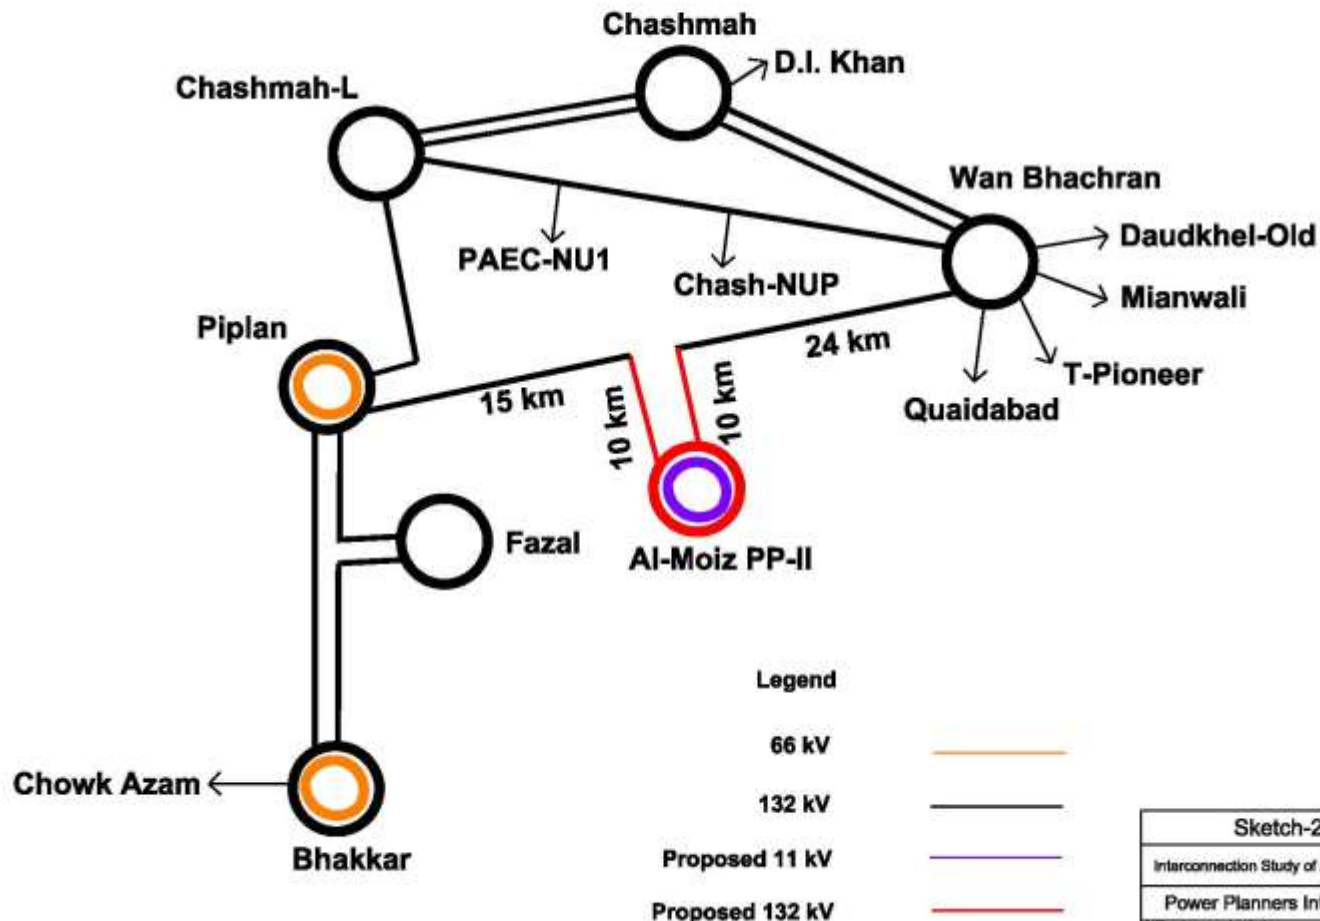 Chashmah
D.I. Khan
Chashmah-L
Wan Bhachran
Daudkhel-Old
PAEC-NU1
Chash-NUP
Mianwali
Piplan
24 km
T-Pioneer
15 km
Quaidabad
10 km
10 km
Fazal
Al-Moiz PP-II
Legend
66 kV
Chowk Azam
132 kV
Sketch-2
Bhakkar
Proposed 11 kV
Interconnection Study of
Power Planners Int
Proposed 132 kV